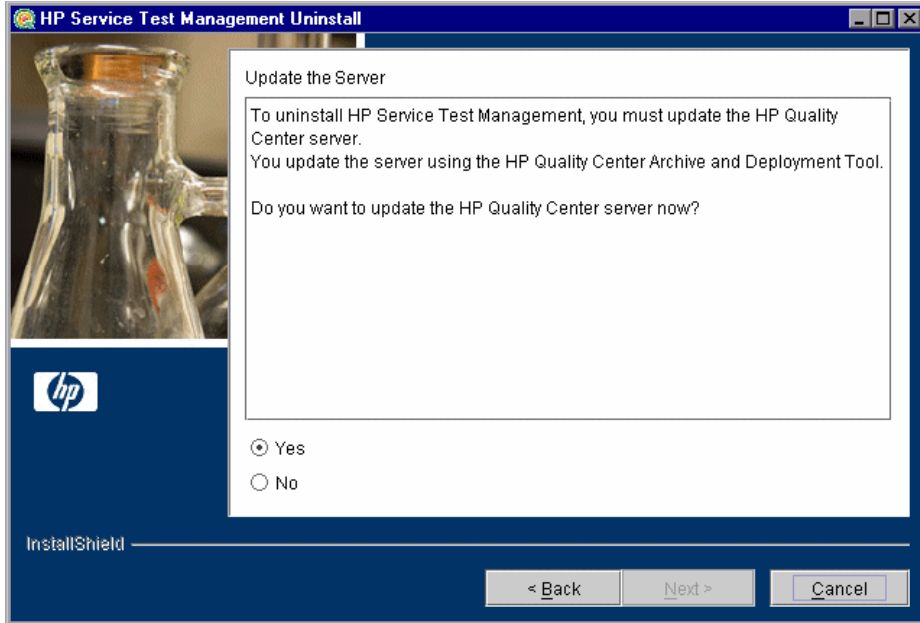 HP Service Test Management Uninstall
Update the Server
To uninstall HP Service Test Management, you must update the HP Quality
Center server.
You update the server using the HP Quality Center Archive and Deployment Tool.
Do you want to update the HP Quality Center server now?
hp
Yes
No
InstallShield
< Back
Next >
Cancel